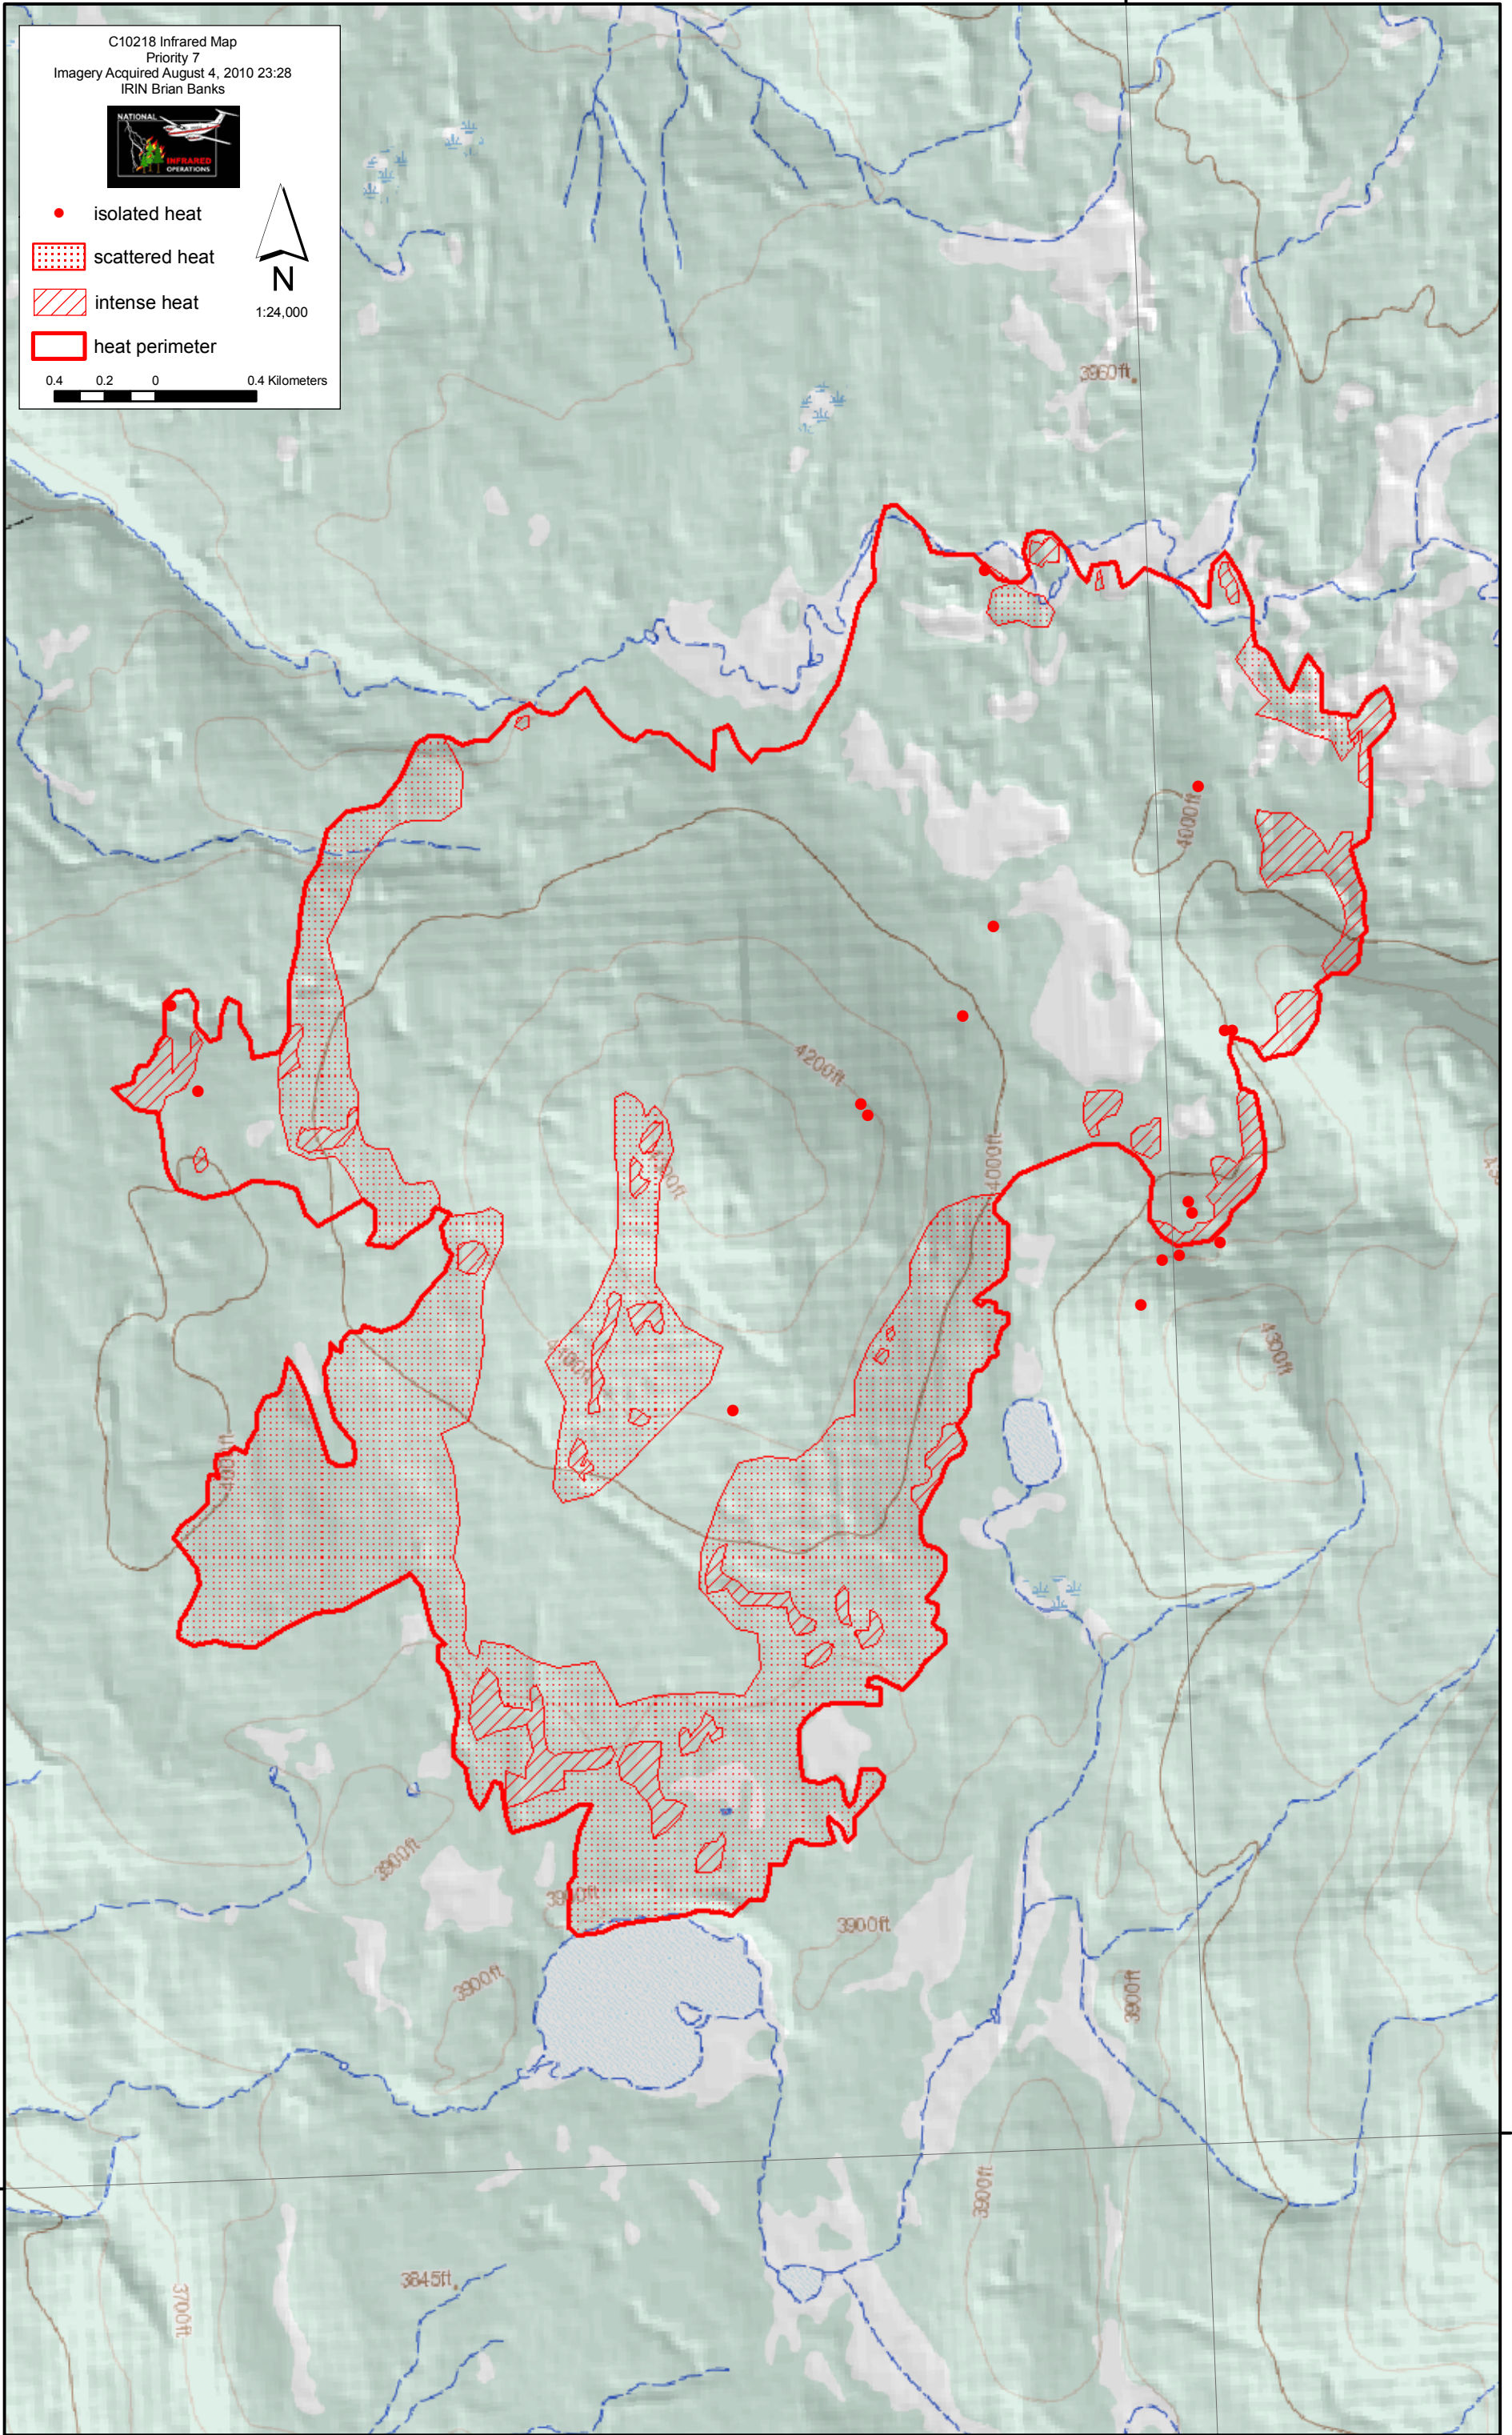 C10218 Infrared Map
Priority 7
Imagery Acquired August 4, 2010 23:28
IRIN Brian Banks
NATIONAL
INFRARED
OPERATIONS
isolated heat
scattered heat
intense heat
heat perimeter
N
1:24,000
0.4 0.2 0 0.4 Kilometers
3960ft
4000ft
4200ft
4000ft
4300ft
4000ft
3900ft
3900ft
3900ft
3900ft
3900ft
3900ft
3845ft
3700ft